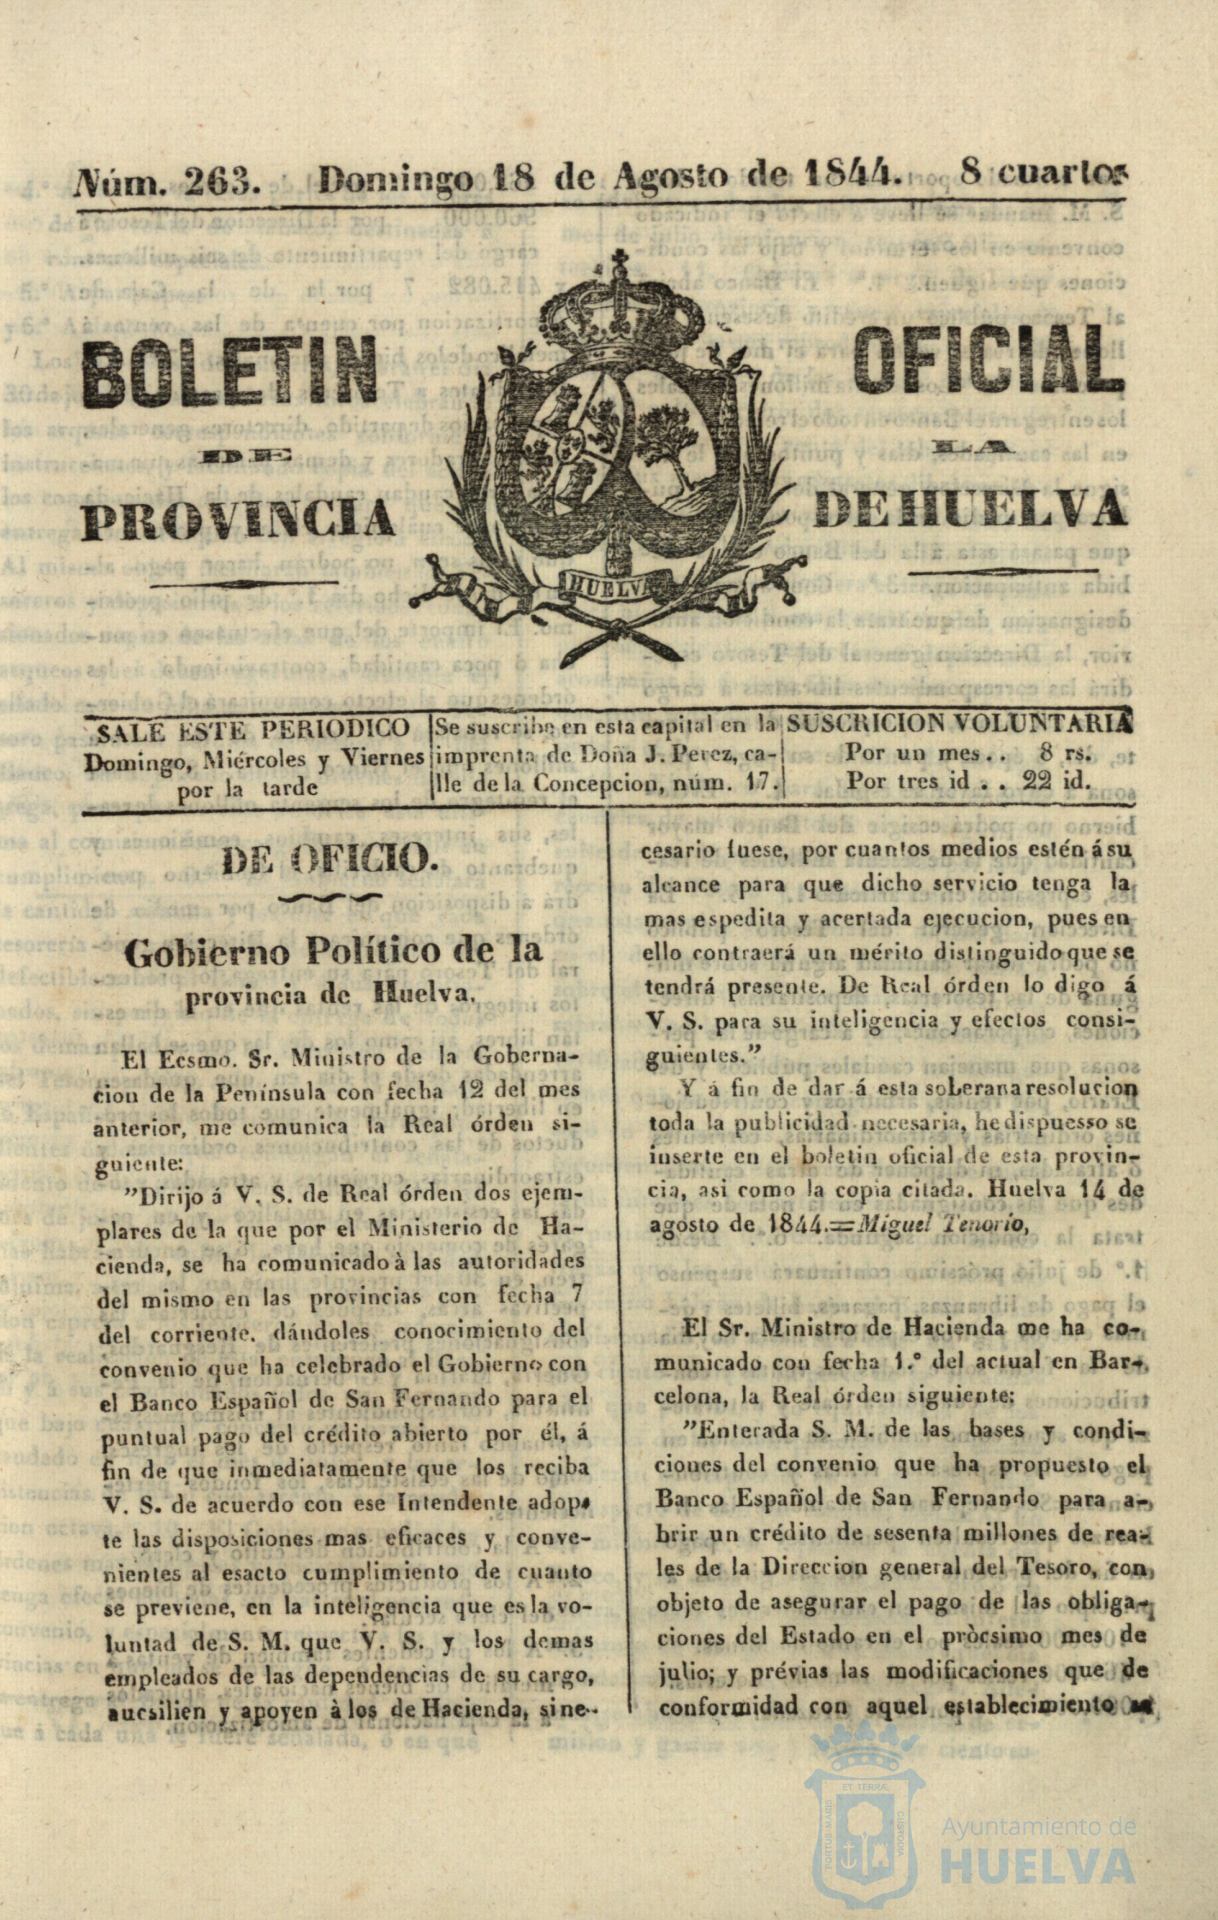 Núm. 263. Domingo 18 de Agosto de 1844. 8 cuartos
BOLETIN OFICIAL
DE LA
PROVINCIA DE HUELVA
HUELVA
SALE ESTE PERIODICO
Domingo, Miércoles y Viernes
por la tarde
Se suscribe en esta capital en la
imprenta de Doña J. Perez, ca-
lle de la Concepcion, núm. 17.
SUSCRICION VOLUNTARIA
Por un mes.. 8 rs.
Por tres id .. 22 id.
DE OFICIO.
Gobierno Político de la
provincia de Huelva.
El Ecsmo. Sr. Ministro de la Goberna-
cion de la Península con fecha 12 del mes
anterior, me comunica la Real órden si-
guiente:
"Dirijo á V. S. de Real órden dos ejem-
plares de la que por el Ministerio de Ha-
cienda, se ha comunicado à las autoridades
del mismo en las provincias con fecha 7
del corriente. dándoles conocimiento del
convenio que ha celebrado el Gobierno con
el Banco Español de San Fernando para el
puntual pago del crédito abierto por él, á
fin de que inmediatamente que los reciba
V. S. de acuerdo con ese Intendente adop-
te las disposiciones mas eficaces y conve-
nientes al esacto cumplimiento de cuanto
se previene, en la inteligencia que es la vo-
luntad de S. M. que V. S. y los demas
empleados de las dependencias de su cargo,
aucsilien y apoyen à los de Hacienda, si ne-
cesario fuese, por cuantos medios estén á su
alcance para que dicho servicio tenga la
mas espedita y acertada ejecucion, pues en
ello contraerá un mérito distinguido que se
tendrá presente. De Real órden lo digo á
V. S. para su inteligencia y efectos consi-
guientes."
Y á fin de dar á esta soberana resolucion
toda la publicidad necesaria, he dispuesso se
inserte en el boletin oficial de esta provin-
cia, asi como la copia citada. Huelva 14 de
agosto de 1844.=Miguel Tenorio,
El Sr. Ministro de Hacienda me ha co-
municado con fecha 1.º del actual en Bar-
celona, la Real órden siguiente:
"Enterada S. M. de las bases y condi-
ciones del convenio que ha propuesto el
Banco Español de San Fernando para a-
brir un crédito de sesenta millones de rea-
les de la Direccion general del Tesoro, con
objeto de asegurar el pago de las obliga-
ciones del Estado en el pròcsimo mes de
julio; y prévias las modificaciones que de
conformidad con aquel establecimiento
PORTUS MARIS
ET TERRÆ
CUSTODIA
Ayuntamiento de
HUELVA